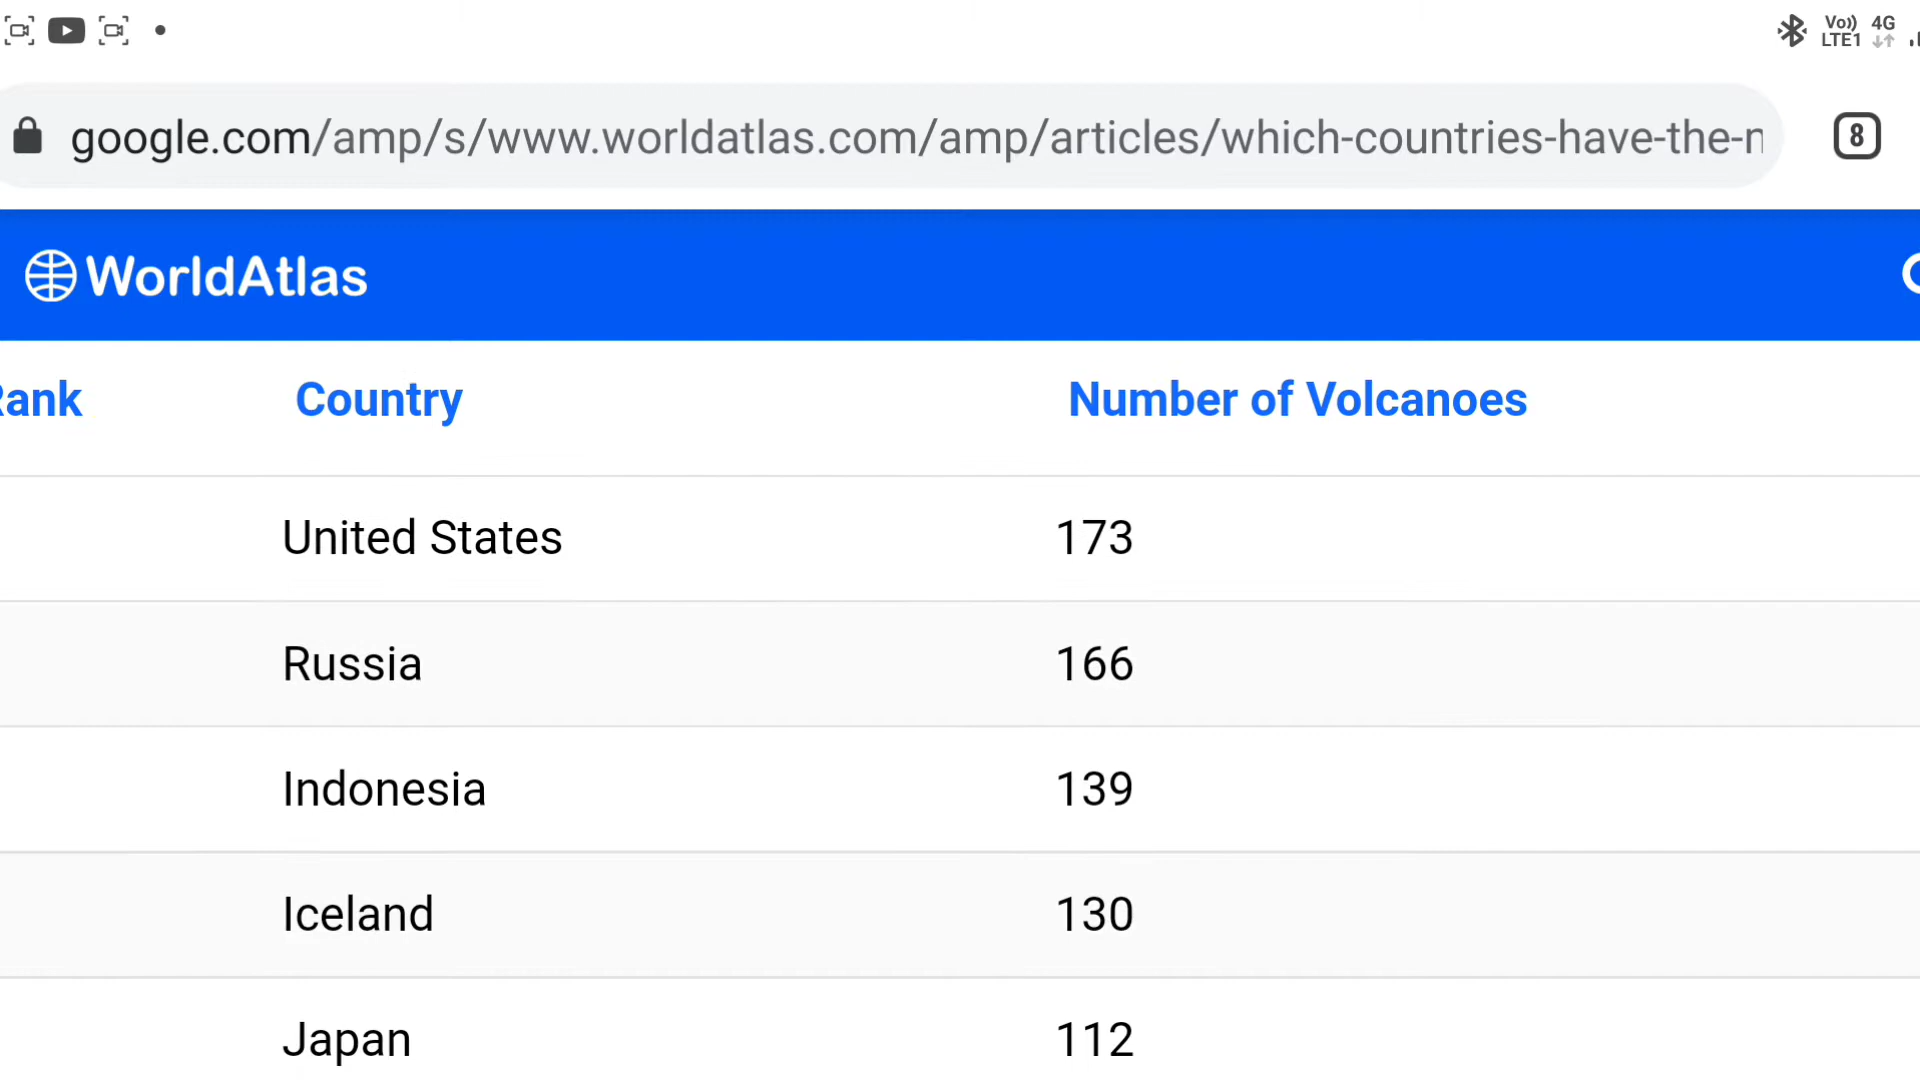 Vo)) 4G
LTE1
google.com/amp/s/www.worldatlas.com/amp/articles/which-countries-have-the-
8
WorldAtlas
Rank Country Number of Volcanoes
United States 173
Russia 166
Indonesia 139
Iceland 130
Japan 112